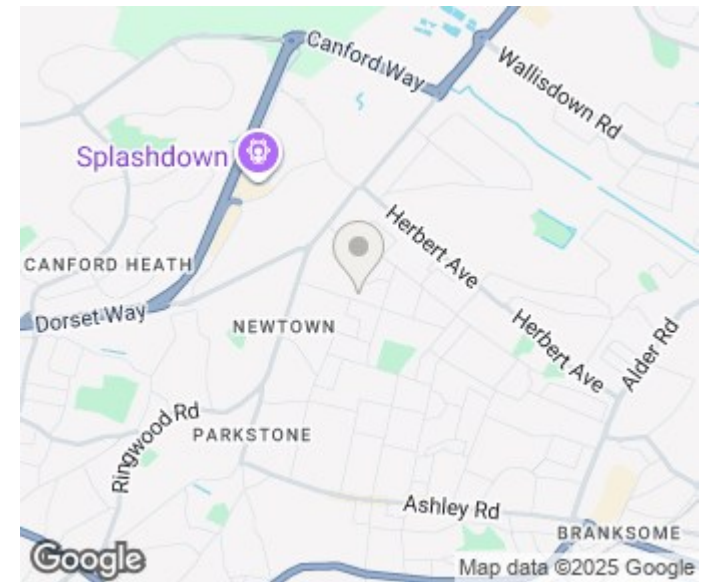 Canford Way
Wallisdown Rd
Splashdown
Herbert Ave
CANFORD HEATH
Dorset Way
NEWTOWN
Herbert Ave
Alder Rd
Ringwood Rd
PARKSTONE
Ashley Rd
BRANKSOME
Google
Map data ©2025 Google